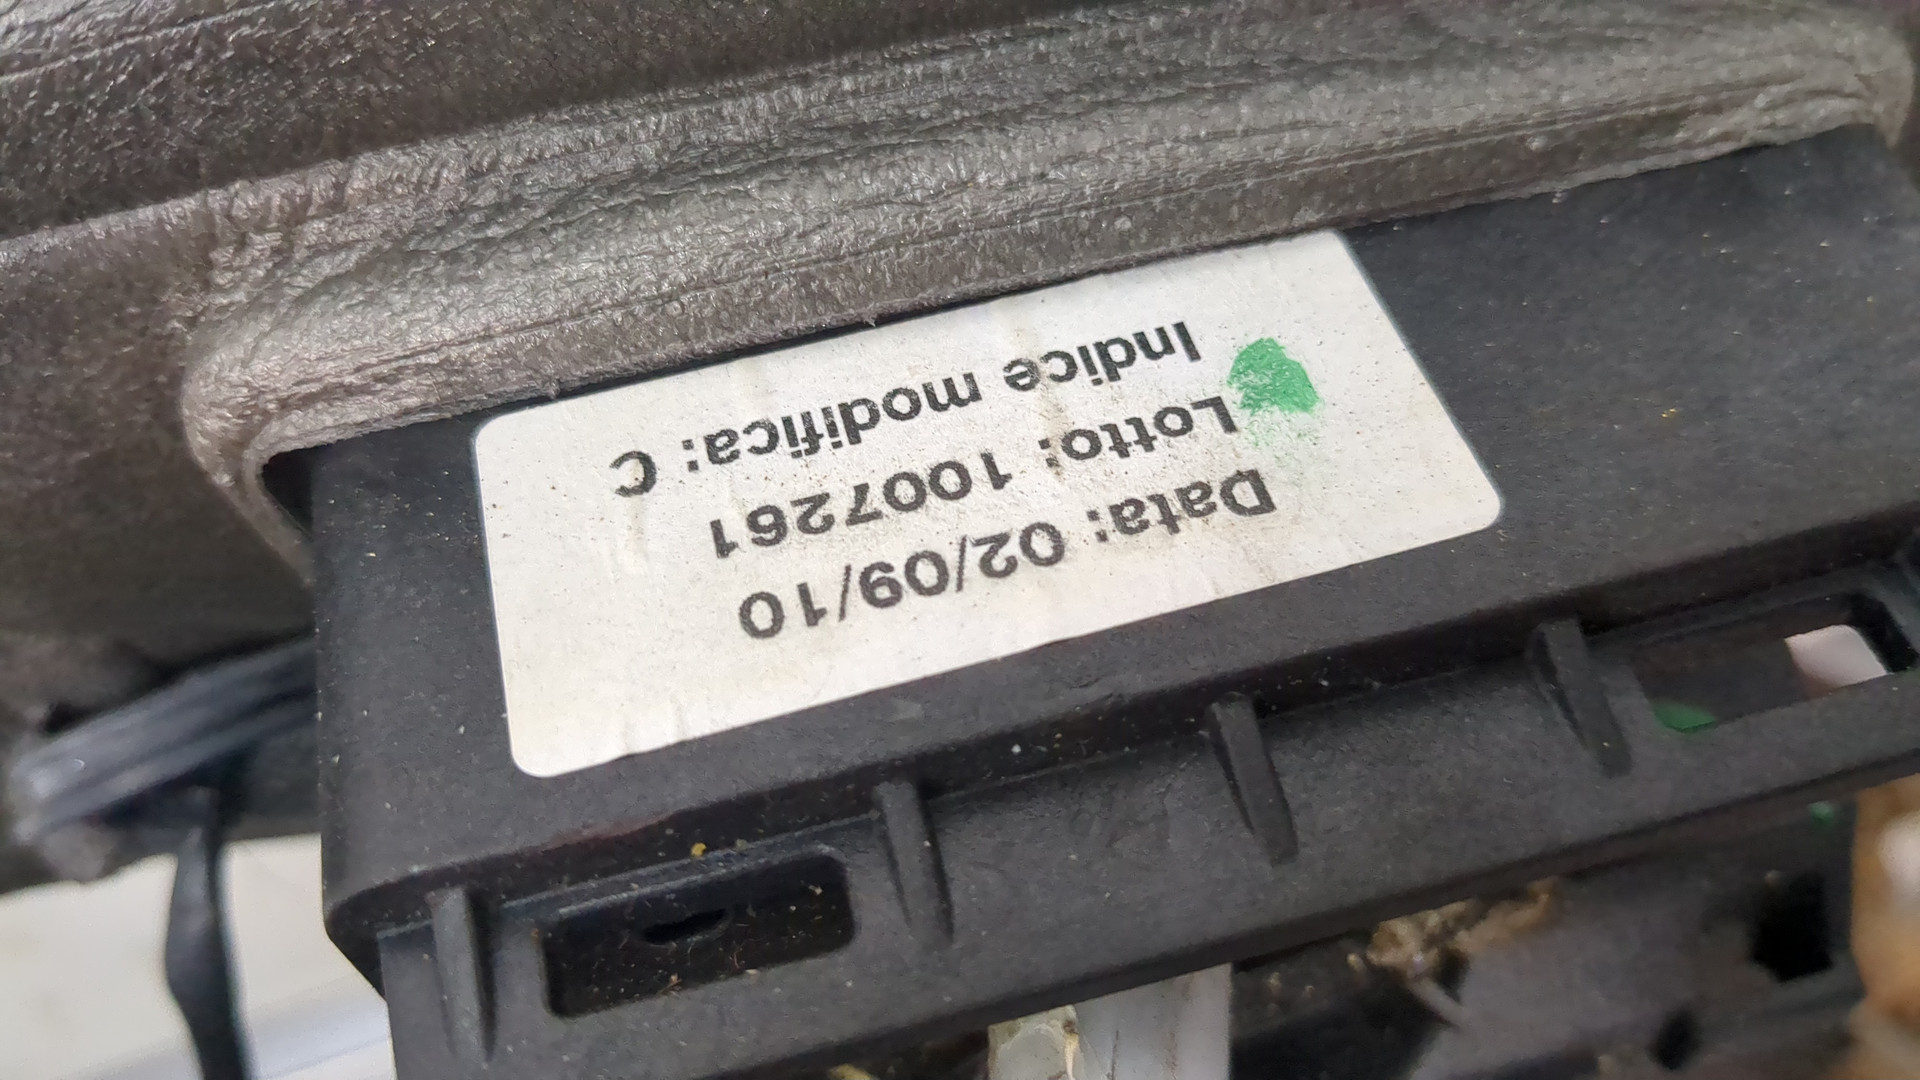 Data: 02/09/10
Lotto: 1007261
Indice modifica: C